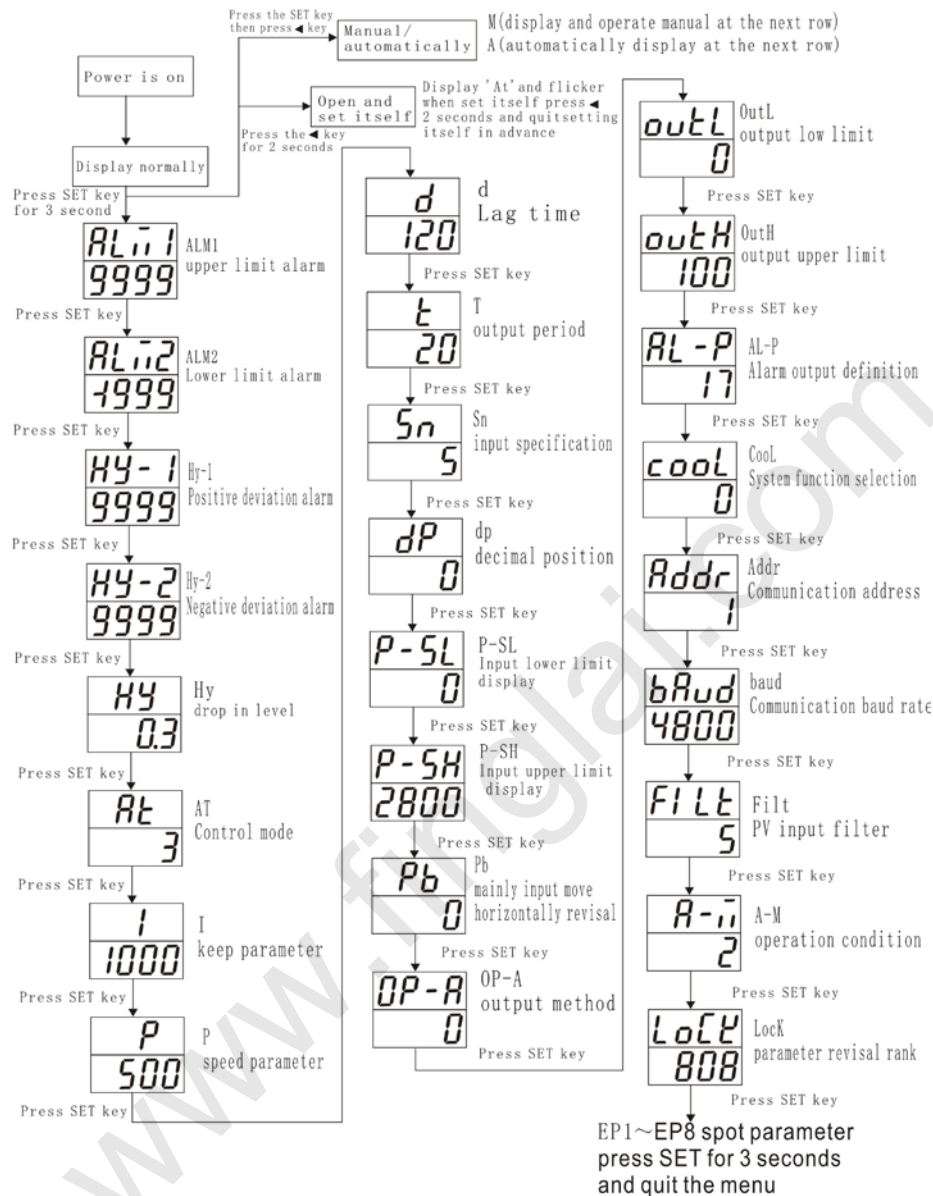 Press the SET key
then press ◄ key
Manual/
automatically
M(display and operate manual at the next row)
A(automatically display at the next row)
Power is on
Open and
set itself
Display 'At' and flicker
when set itself press ◄
2 seconds and quitsetting
itself in advance
Press the ◄ key
for 2 seconds
Display normally
Press SET key
for 3 second
ALM1
9999
ALM1
upper limit alarm
Press SET key
ALM2
-1999
ALM2
Lower limit alarm
Press SET key
HY-1
9999
Hy-1
Positive deviation alarm
Press SET key
HY-2
9999
Hy-2
Negative deviation alarm
Press SET key
HY
0.3
Hy
drop in level
Press SET key
At
3
AT
Control mode
Press SET key
I
1000
I
keep parameter
Press SET key
P
500
P
speed parameter
Press SET key
d
120
d
Lag time
Press SET key
t
20
T
output period
Press SET key
Sn
5
Sn
input specification
Press SET key
dP
0
dp
decimal position
Press SET key
P-SL
0
P-SL
Input lower limit
display
Press SET key
P-SH
2800
P-SH
Input upper limit
display
Press SET key
Pb
0
Pb
mainly input move
horizontally revisal
Press SET key
OP-A
0
OP-A
output method
Press SET key
outL
0
OutL
output low limit
Press SET key
outH
100
OutH
output upper limit
Press SET key
AL-P
17
AL-P
Alarm output definition
Press SET key
cooL
0
CooL
System function selection
Press SET key
Addr
1
Addr
Communication address
Press SET key
bAud
4800
baud
Communication baud rate
Press SET key
FILt
5
Filt
PV input filter
Press SET key
A-M
2
A-M
operation condition
Press SET key
LoCK
808
LocK
parameter revisal rank
Press SET key
EP1～EP8 spot parameter
press SET for 3 seconds
and quit the menu
www.finglai.com